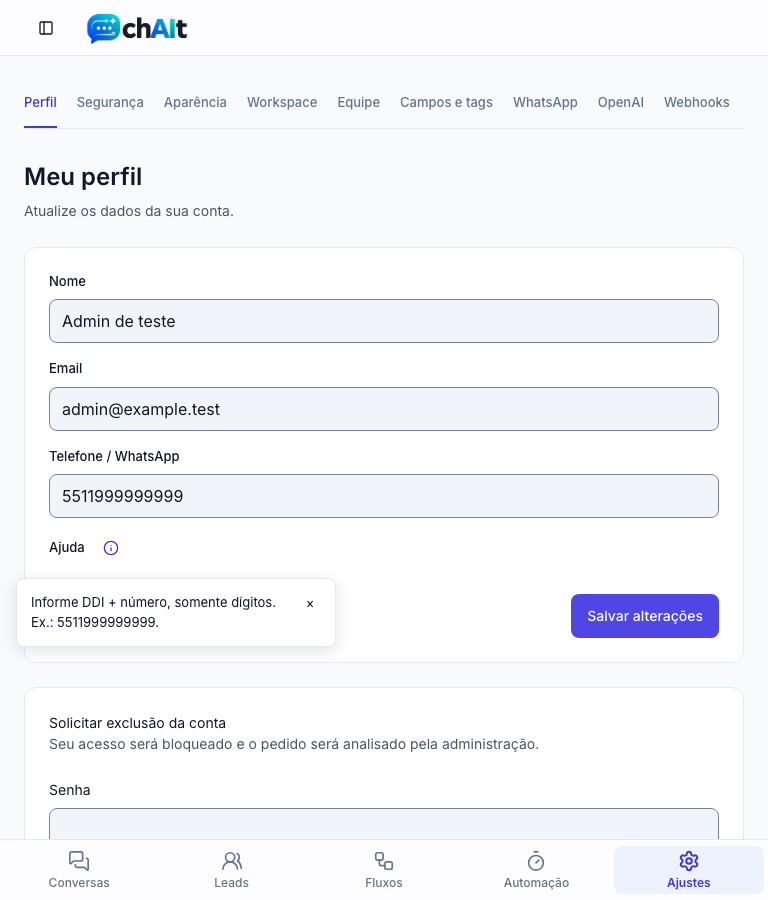 chAIt
Perfil Segurança Aparência Workspace Equipe Campos e tags WhatsApp OpenAI Webhooks
Meu perfil
Atualize os dados da sua conta.
Nome
Admin de teste
Email
admin@example.test
Telefone / WhatsApp
5511999999999
Ajuda
Informe DDI + número, somente dígitos. ×
Ex.: 5511999999999.
Salvar alterações
Solicitar exclusão da conta
Seu acesso será bloqueado e o pedido será analisado pela administração.
Senha
Conversas Leads Fluxos Automação Ajustes